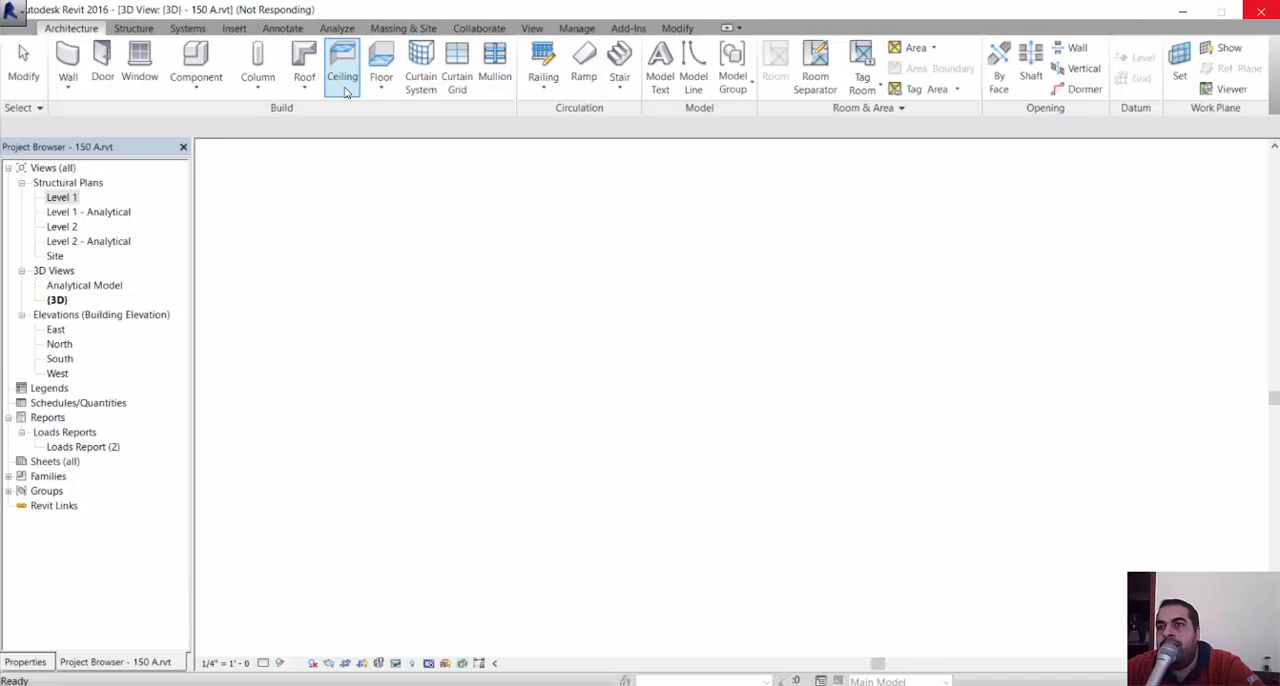 Autodesk Revit 2016 - [3D View: {3D} - 150 A.rvt] (Not Responding)
Architecture Structure Systems Insert Annotate Analyze Massing & Site Collaborate View Manage Add-Ins Modify
Modify Wall Door Window Component Column Roof Ceiling Floor Curtain System Curtain Grid Mullion Railing Ramp Stair Model Text Model Line Model Group Room Room Separator Tag Room Area Area Boundary Tag Area By Face Shaft Wall Vertical Dormer Level Grid Set Show Ref Plane Viewer
Select Build Circulation Model Room & Area Opening Datum Work Plane
Project Browser - 150 A.rvt
Views (all)
Structural Plans
Level 1
Level 1 - Analytical
Level 2
Level 2 - Analytical
Site
3D Views
Analytical Model
{3D}
Elevations (Building Elevation)
East
North
South
West
Legends
Schedules/Quantities
Reports
Loads Reports
Loads Report (2)
Sheets (all)
Families
Groups
Revit Links
Properties Project Browser - 150 A.rvt
1/4" = 1'-0
Ready :0 Main Model